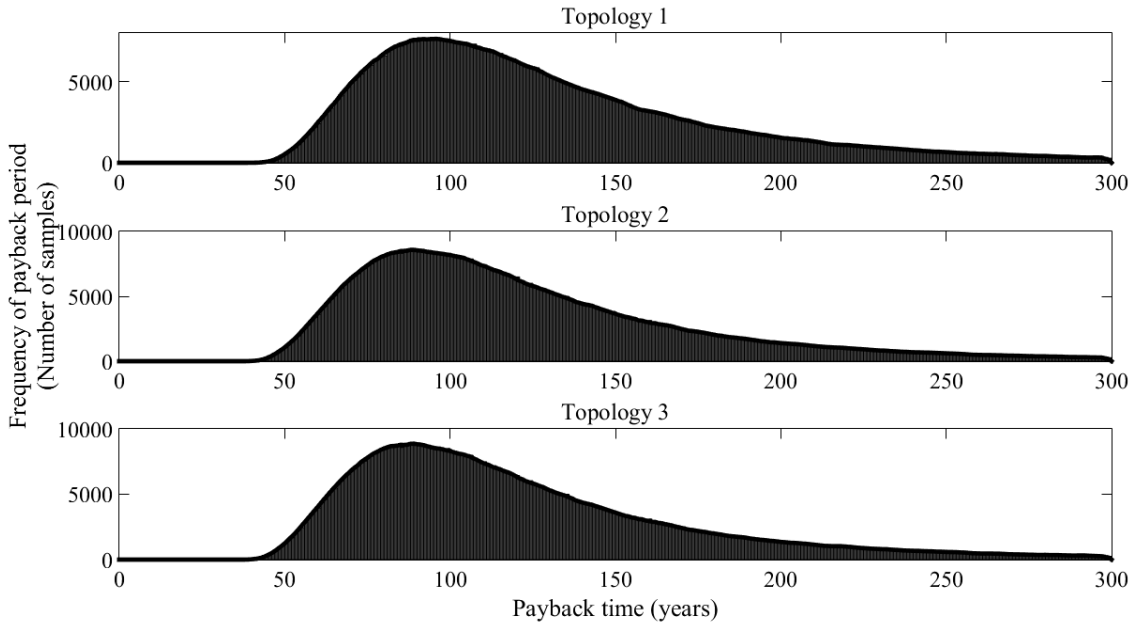 Topology 1
5000
0
0 50 100 150 200 250 300
Topology 2
10000
5000
0
0 50 100 150 200 250 300
Topology 3
10000
5000
0
0 50 100 150 200 250 300
Payback time (years)
Frequency of payback period
(Number of samples)